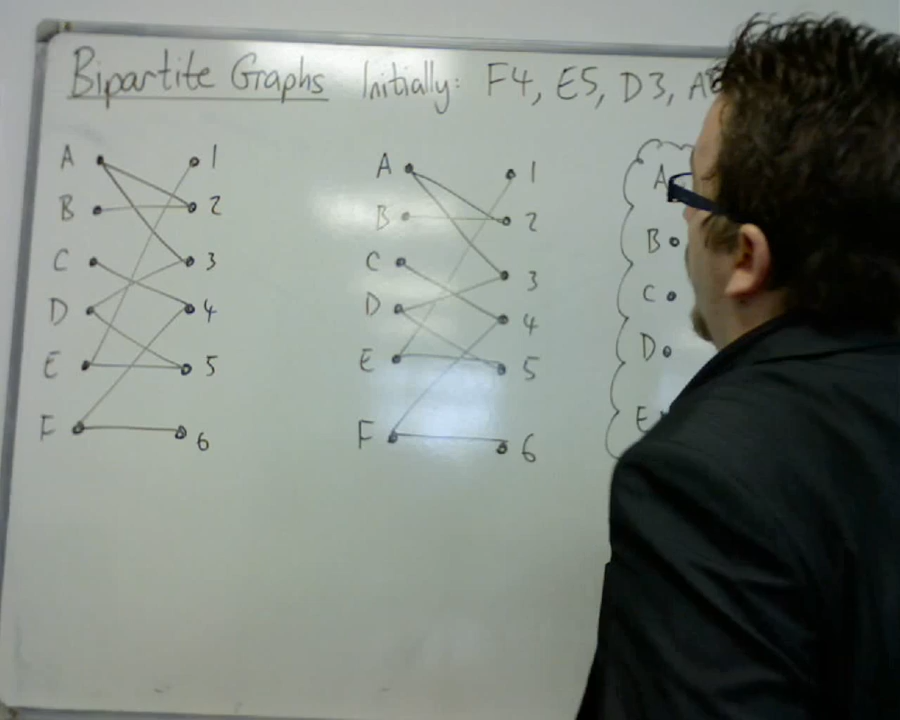 Bipartite Graphs Initially: F4, E5, D3, A
A 1 A 1 A
B 2 B 2 B
C 3 C 3 C
D 4 D 4 D
E 5 E 5 E
F 6 F 6